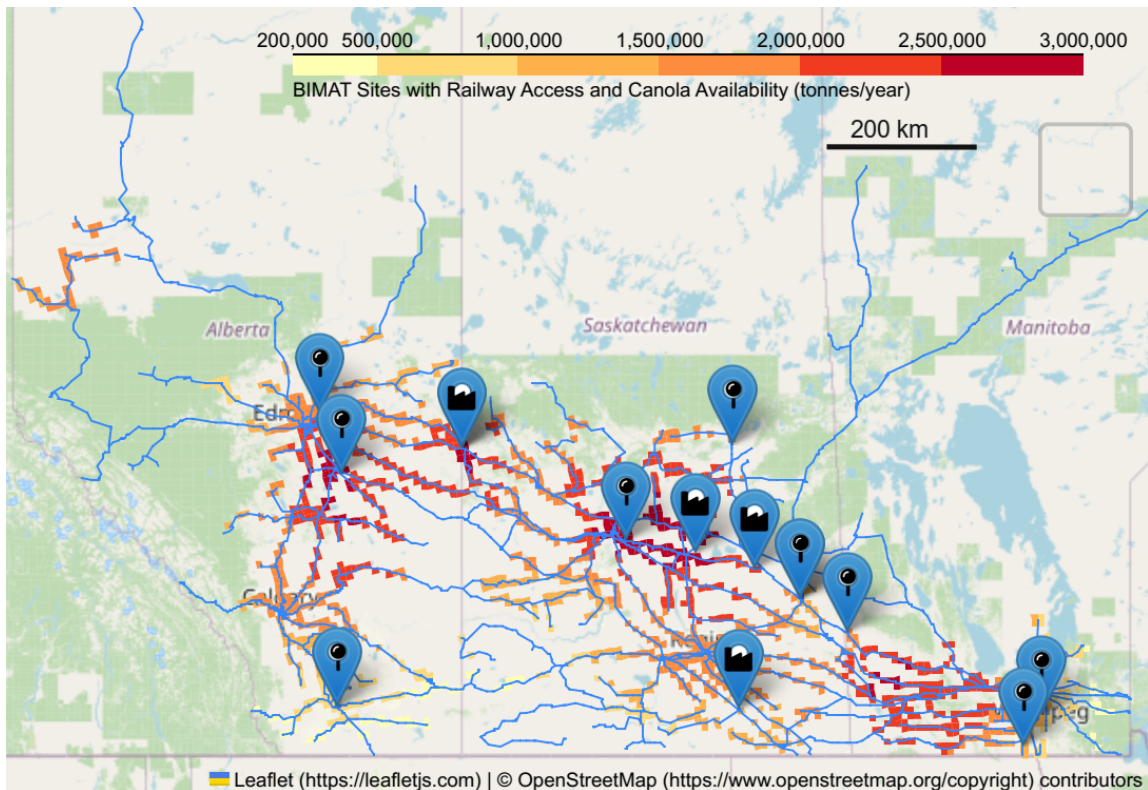 200,000 500,000 1,000,000 1,500,000 2,000,000 2,500,000 3,000,000
BIMAT Sites with Railway Access and Canola Availability (tonnes/year)
200 km
Alberta
Saskatchewan
Manitoba
Leaflet (https://leafletjs.com) | © OpenStreetMap (https://www.openstreetmap.org/copyright) contributors